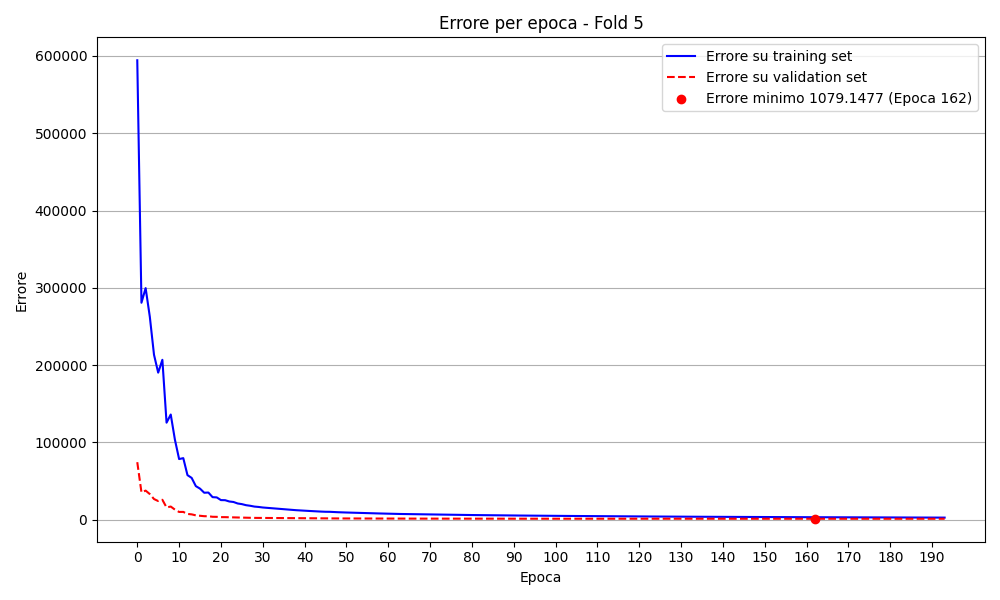 Errore per epoca - Fold 5
Errore su training set
Errore su validation set
Errore minimo 1079.1477 (Epoca 162)
Errore
600000
500000
400000
300000
200000
100000
0
0 10 20 30 40 50 60 70 80 90 100 110 120 130 140 150 160 170 180 190
Epoca